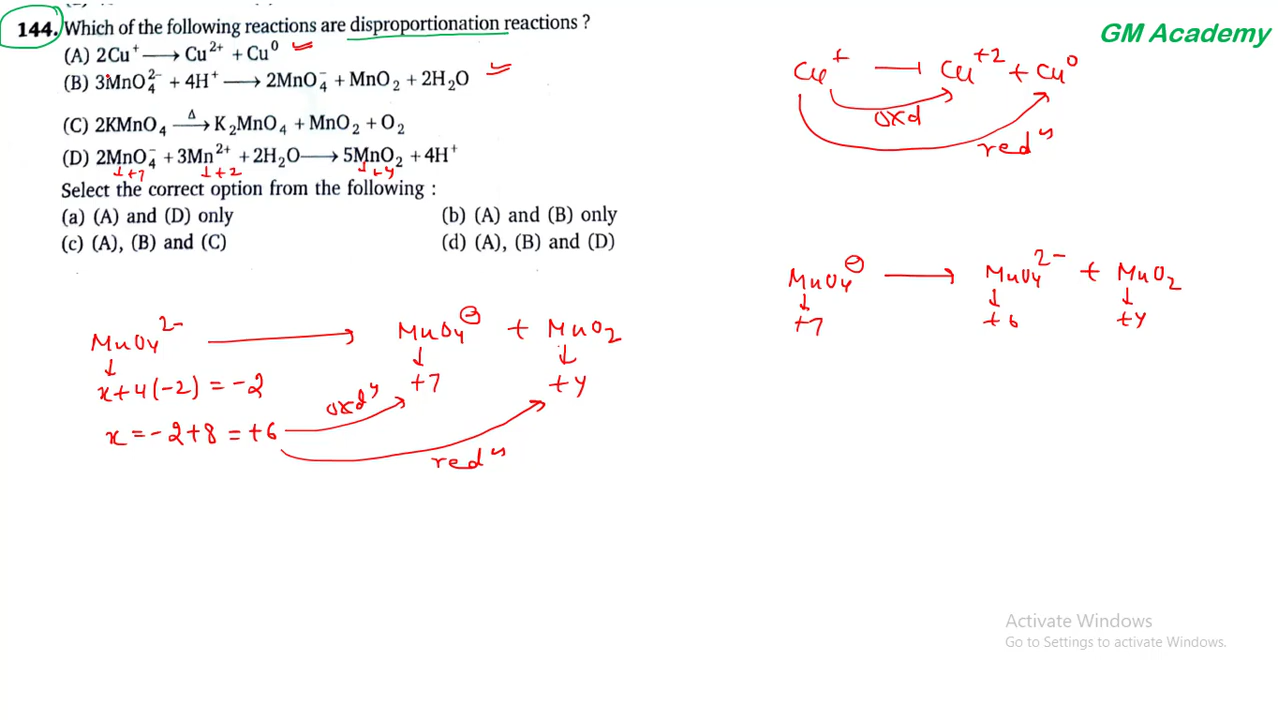 GM Academy
144. Which of the following reactions are disproportionation reactions ?
(A) 2Cu⁺ ⟶ Cu²⁺ + Cu⁰
(B) 3MnO₄²⁻ + 4H⁺ ⟶ 2MnO₄⁻ + MnO₂ + 2H₂O
(C) 2KMnO₄ —Δ→ K₂MnO₄ + MnO₂ + O₂
(D) 2MnO₄⁻ + 3Mn²⁺ + 2H₂O ⟶ 5MnO₂ + 4H⁺
↓+7 ↓+2 ↓+4
Select the correct option from the following :
(a) (A) and (D) only (b) (A) and (B) only
(c) (A), (B) and (C) (d) (A), (B) and (D)
Cu⁺ ⟶ Cu⁺² + Cu⁰
oxd
redⁿ
MnO₄⊖ ⟶ MnO₄²⁻ + MnO₂
↓ ↓ ↓
+7 +6 +4
MnO₄²⁻ ⟶ MnO₄⊖ + MnO₂
↓ ↓ ↓
x+4(-2) = -2 +7 +4
oxdⁿ
x = -2+8 = +6
redⁿ
Activate Windows
Go to Settings to activate Windows.